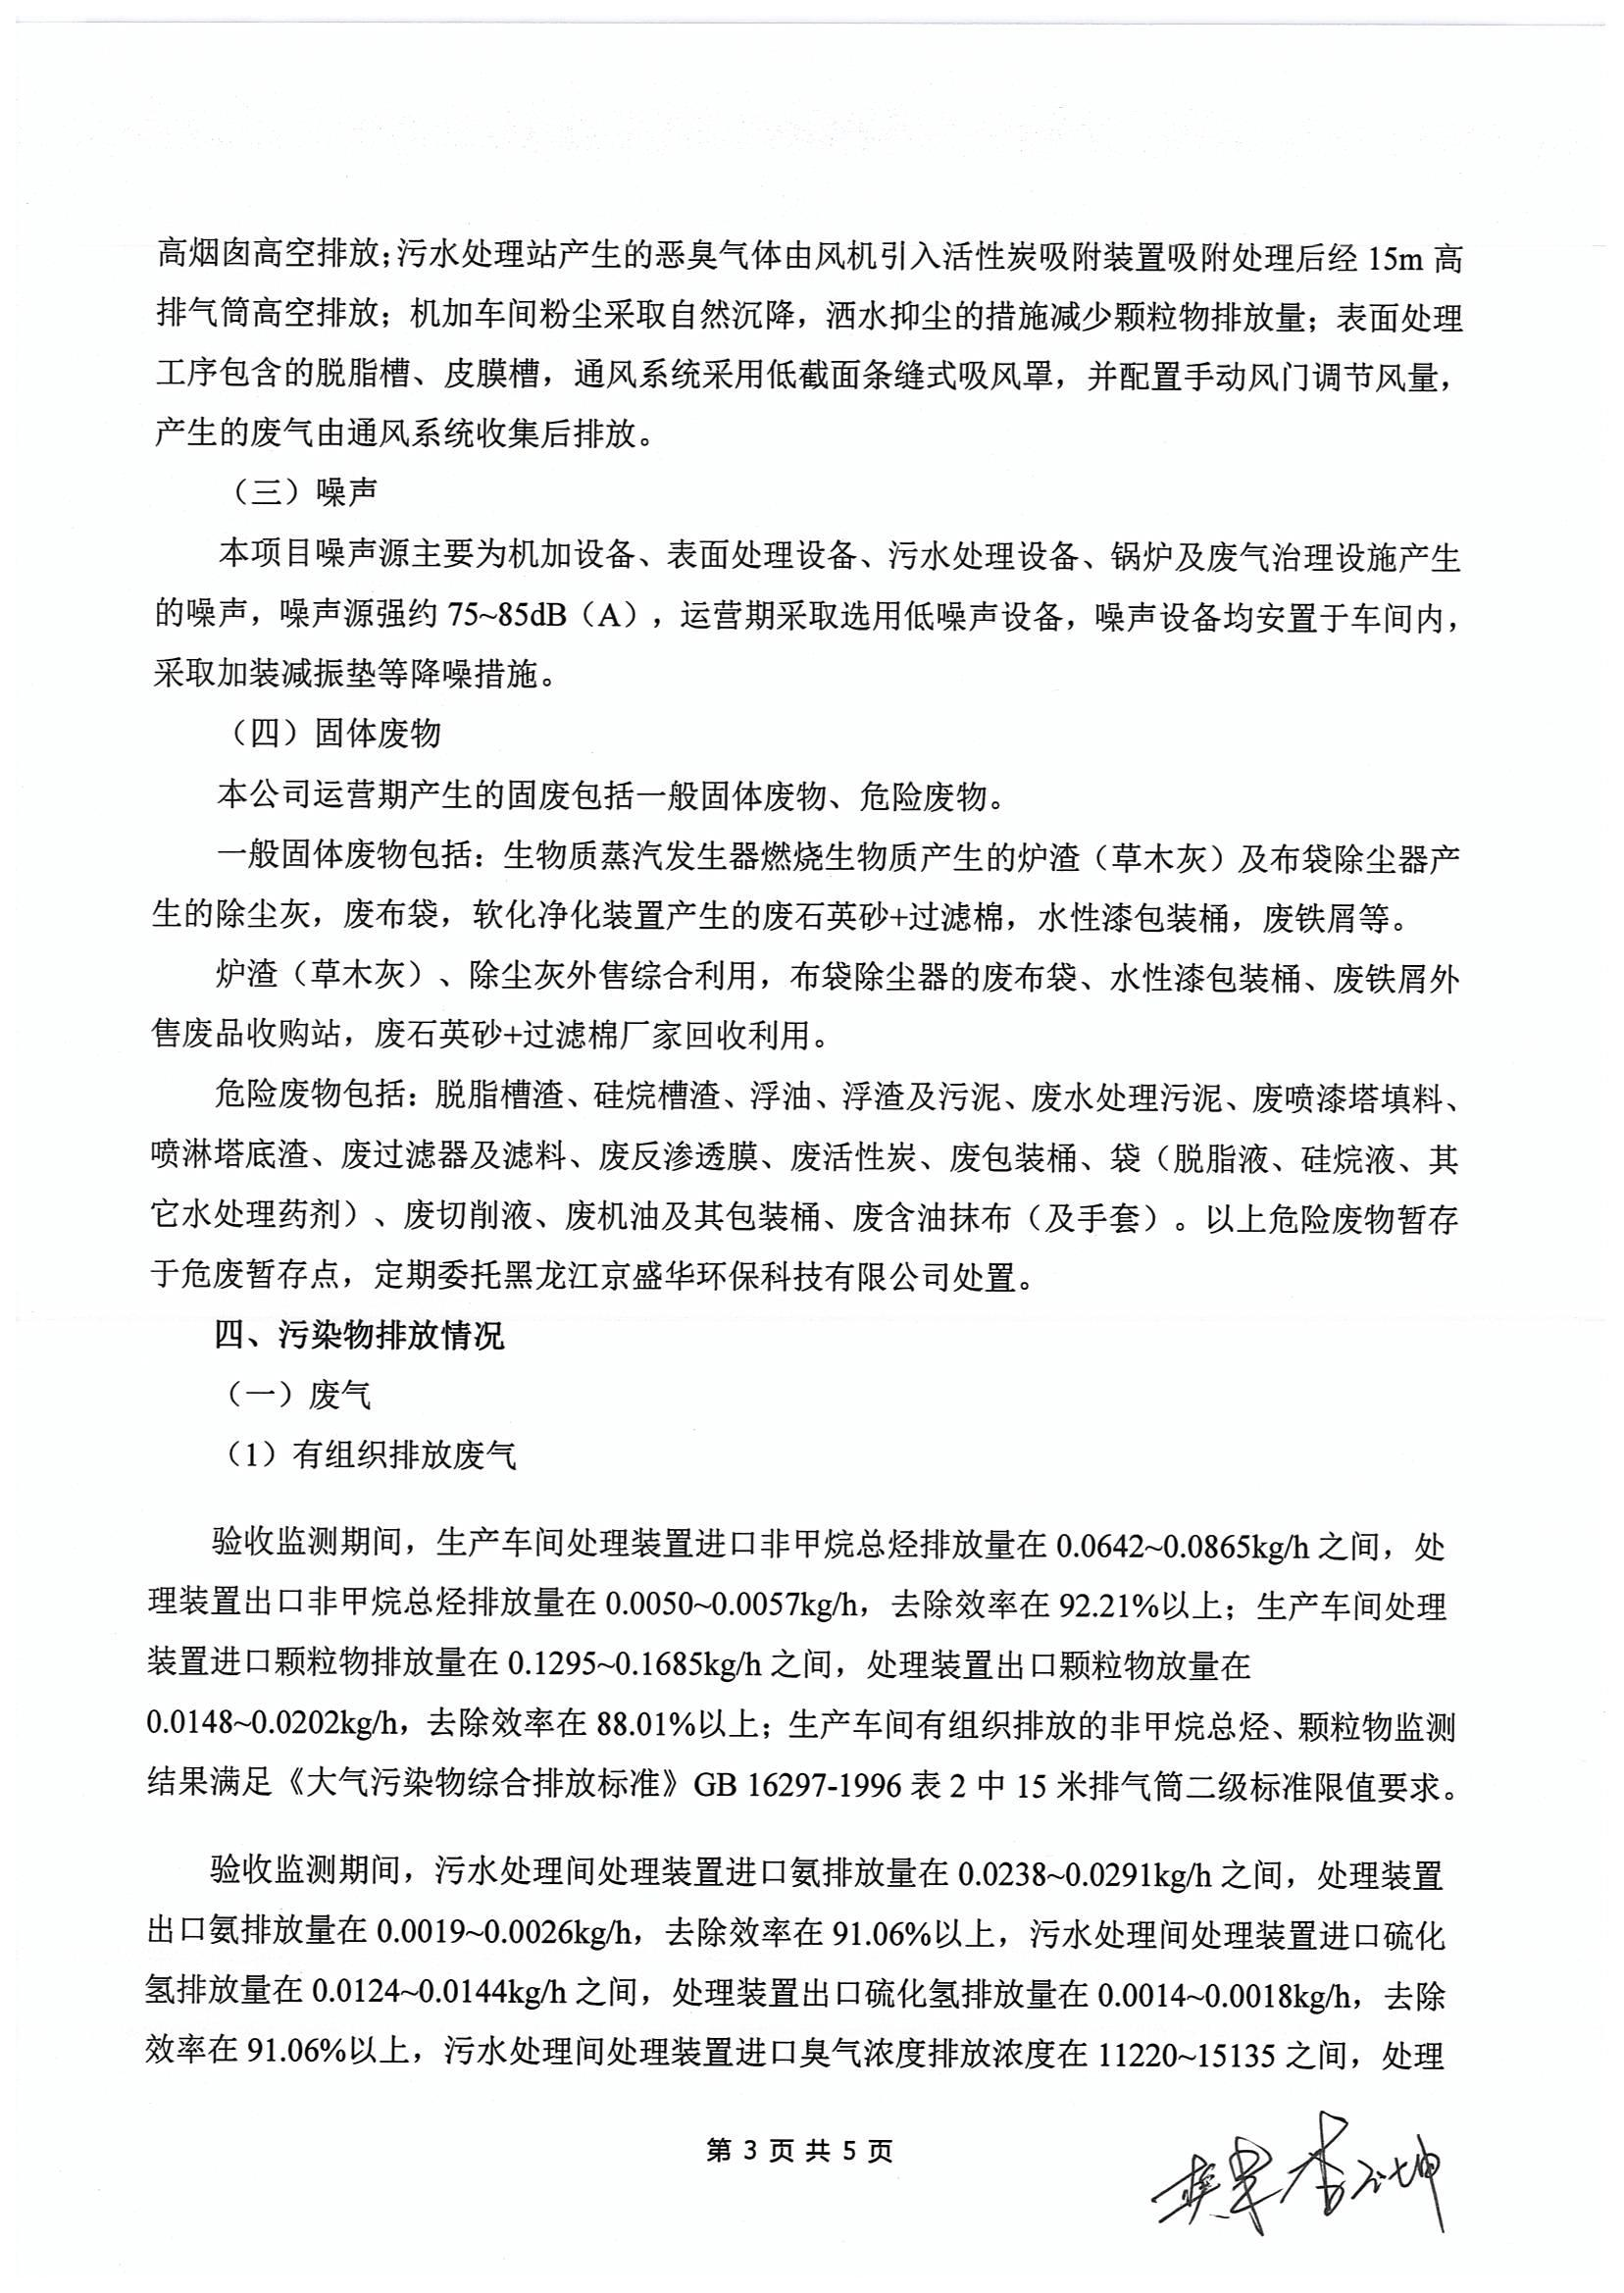 高烟囱高空排放;污水处理站产生的恶臭气体由风机引入活性炭吸附装置吸附处理后经 15m 高
排气筒高空排放；机加车间粉尘采取自然沉降，洒水抑尘的措施减少颗粒物排放量；表面处理
工序包含的脱脂槽、皮膜槽，通风系统采用低截面条缝式吸风罩，并配置手动风门调节风量，
产生的废气由通风系统收集后排放。
（三）噪声
本项目噪声源主要为机加设备、表面处理设备、污水处理设备、锅炉及废气治理设施产生
的噪声，噪声源强约 75~85dB（A），运营期采取选用低噪声设备，噪声设备均安置于车间内，
采取加装减振垫等降噪措施。
（四）固体废物
本公司运营期产生的固废包括一般固体废物、危险废物。
一般固体废物包括：生物质蒸汽发生器燃烧生物质产生的炉渣（草木灰）及布袋除尘器产
生的除尘灰，废布袋，软化净化装置产生的废石英砂+过滤棉，水性漆包装桶，废铁屑等。
炉渣（草木灰）、除尘灰外售综合利用，布袋除尘器的废布袋、水性漆包装桶、废铁屑外
售废品收购站，废石英砂+过滤棉厂家回收利用。
危险废物包括：脱脂槽渣、硅烷槽渣、浮油、浮渣及污泥、废水处理污泥、废喷漆塔填料、
喷淋塔底渣、废过滤器及滤料、废反渗透膜、废活性炭、废包装桶、袋（脱脂液、硅烷液、其
它水处理药剂）、废切削液、废机油及其包装桶、废含油抹布（及手套）。以上危险废物暂存
于危废暂存点，定期委托黑龙江京盛华环保科技有限公司处置。
四、污染物排放情况
（一）废气
（1）有组织排放废气
验收监测期间，生产车间处理装置进口非甲烷总烃排放量在 0.0642~0.0865kg/h 之间，处
理装置出口非甲烷总烃排放量在 0.0050~0.0057kg/h，去除效率在 92.21%以上；生产车间处理
装置进口颗粒物排放量在 0.1295~0.1685kg/h 之间，处理装置出口颗粒物放量在
0.0148~0.0202kg/h，去除效率在 88.01%以上；生产车间有组织排放的非甲烷总烃、颗粒物监测
结果满足《大气污染物综合排放标准》GB 16297-1996 表 2 中 15 米排气筒二级标准限值要求。
验收监测期间，污水处理间处理装置进口氨排放量在 0.0238~0.0291kg/h 之间，处理装置
出口氨排放量在 0.0019~0.0026kg/h，去除效率在 91.06%以上，污水处理间处理装置进口硫化
氢排放量在 0.0124~0.0144kg/h 之间，处理装置出口硫化氢排放量在 0.0014~0.0018kg/h，去除
效率在 91.06%以上，污水处理间处理装置进口臭气浓度排放浓度在 11220~15135 之间，处理
第 3 页 共 5 页